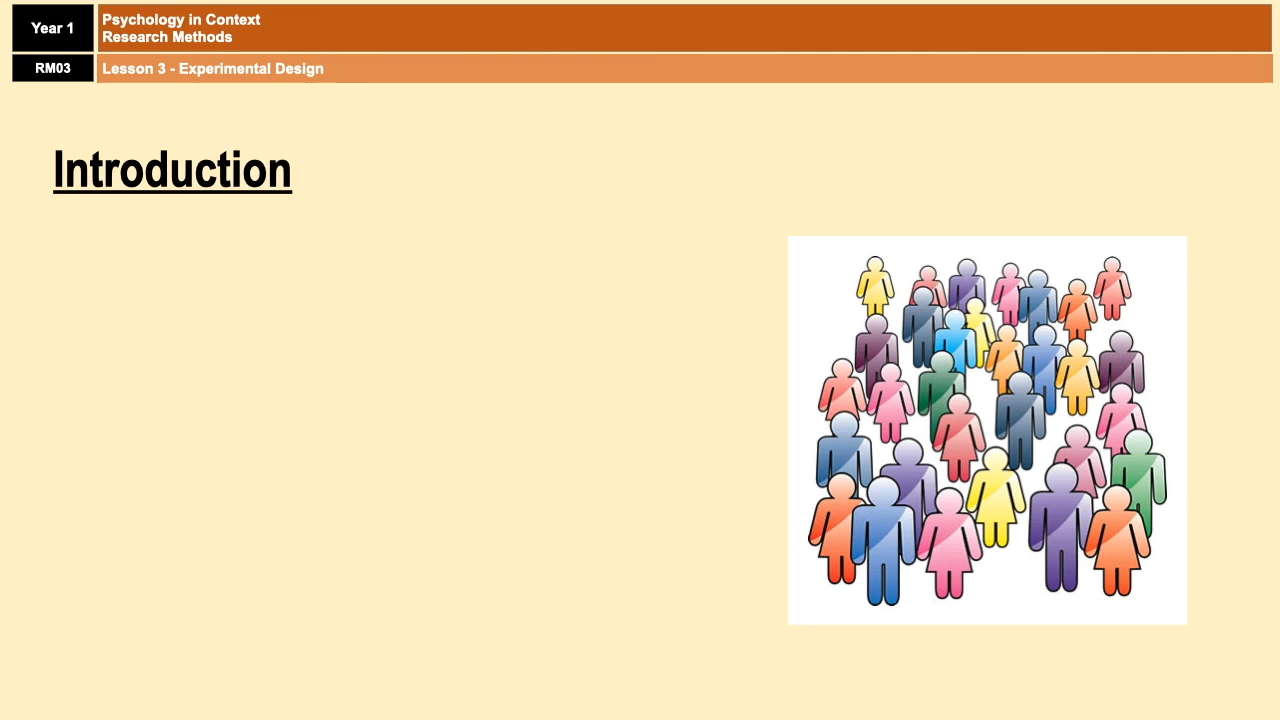 Year 1
Psychology in Context
Research Methods
RM03
Lesson 3 - Experimental Design
Introduction